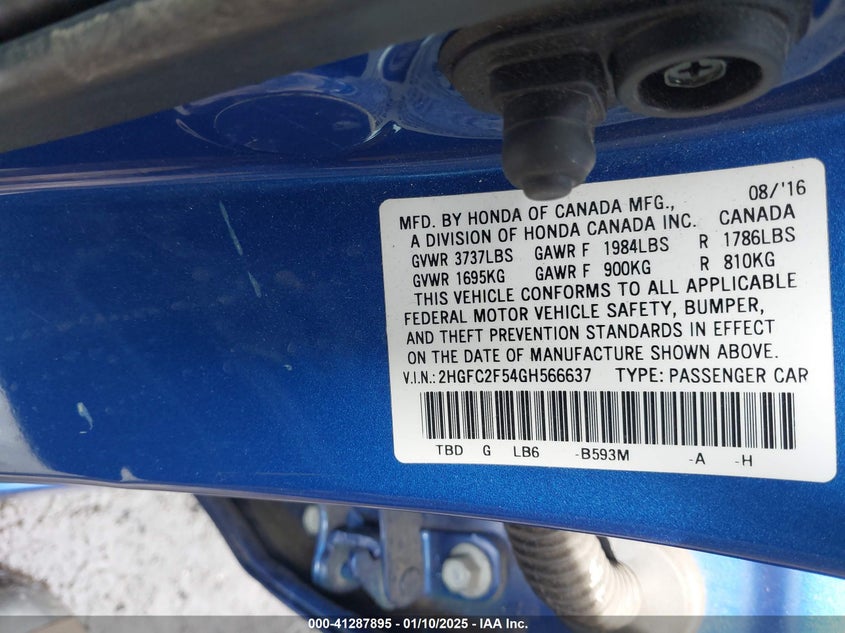 08/'16
MFD. BY HONDA OF CANADA MFG.,
A DIVISION OF HONDA CANADA INC. CANADA
GVWR 3737LBS GAWR F 1984LBS R 1786LBS
GVWR 1695KG GAWR F 900KG R 810KG
THIS VEHICLE CONFORMS TO ALL APPLICABLE
FEDERAL MOTOR VEHICLE SAFETY, BUMPER,
AND THEFT PREVENTION STANDARDS IN EFFECT
ON THE DATE OF MANUFACTURE SHOWN ABOVE.
V.I.N.: 2HGFC2F54GH566637 TYPE: PASSENGER CAR
TBD G LB6 -B593M -A -H
000-41287895 - 01/10/2025 - IAA Inc.